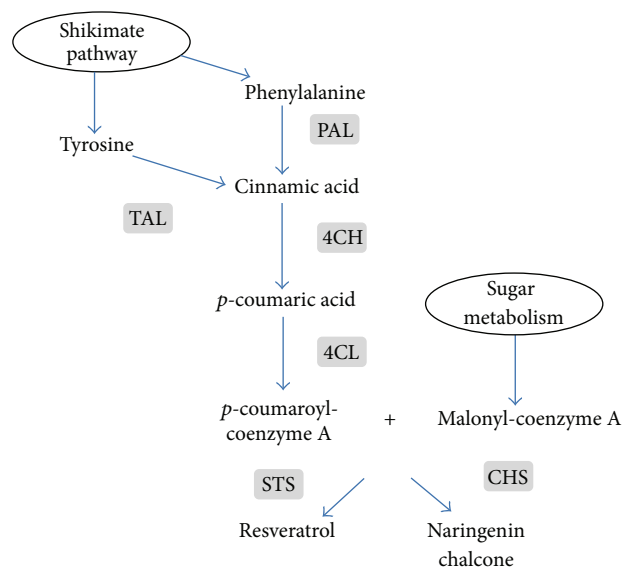 Shikimate
pathway
Phenylalanine
PAL
Tyrosine
Cinnamic acid
TAL
4CH
p-coumaric acid
Sugar
metabolism
4CL
p-coumaroyl-
coenzyme A
+
Malonyl-coenzyme A
STS
CHS
Resveratrol
Naringenin
chalcone